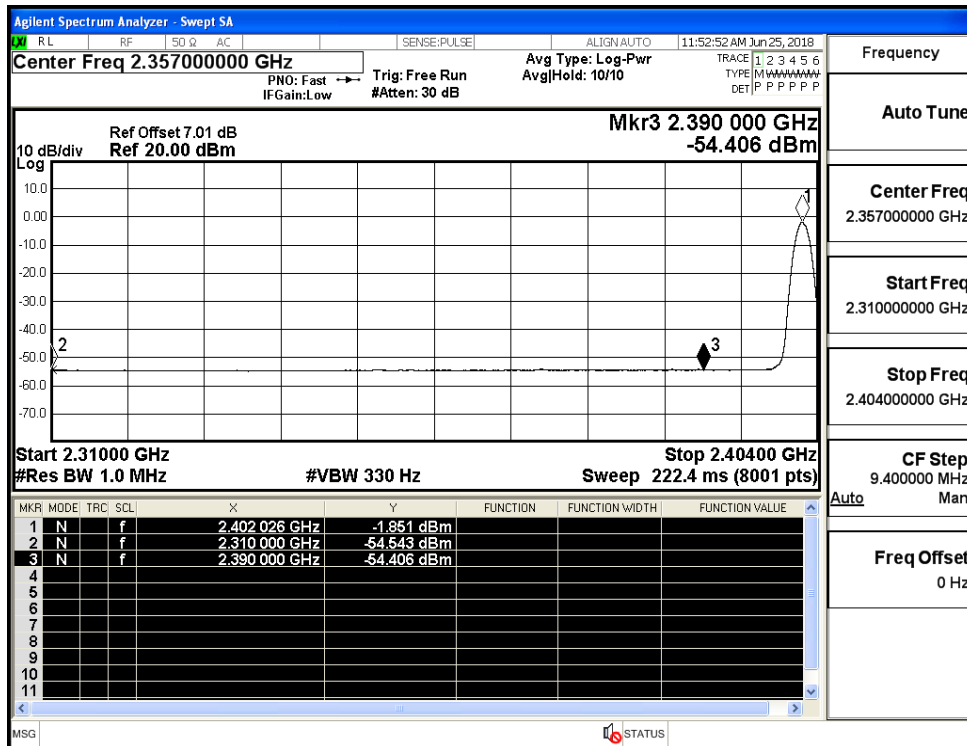 Agilent Spectrum Analyzer - Swept SA
LXI RL RF 50 Ω AC SENSE:PULSE ALIGNAUTO 11:52:52 AM Jun 25, 2018
Center Freq 2.357000000 GHz
PNO: Fast
IFGain:Low
Trig: Free Run
#Atten: 30 dB
Avg Type: Log-Pwr
Avg|Hold: 10/10
TRACE 1 2 3 4 5 6
TYPE M W W W W W
DET P P P P P P
Mkr3 2.390 000 GHz
-54.406 dBm
Ref Offset 7.01 dB
10 dB/div Ref 20.00 dBm
Log
10.0
0.00
-10.0
-20.0
-30.0
-40.0
-50.0
-60.0
-70.0
1
2
3
Start 2.31000 GHz Stop 2.40400 GHz
#Res BW 1.0 MHz #VBW 330 Hz Sweep 222.4 ms (8001 pts)
MKR MODE TRC SCL X Y FUNCTION FUNCTION WIDTH FUNCTION VALUE
1 N f 2.402 026 GHz -1.851 dBm
2 N f 2.310 000 GHz -54.543 dBm
3 N f 2.390 000 GHz -54.406 dBm
4
5
6
7
8
9
10
11
MSG STATUS
Frequency
Auto Tune
Center Freq
2.357000000 GHz
Start Freq
2.310000000 GHz
Stop Freq
2.404000000 GHz
CF Step
9.400000 MHz
Auto Man
Freq Offset
0 Hz